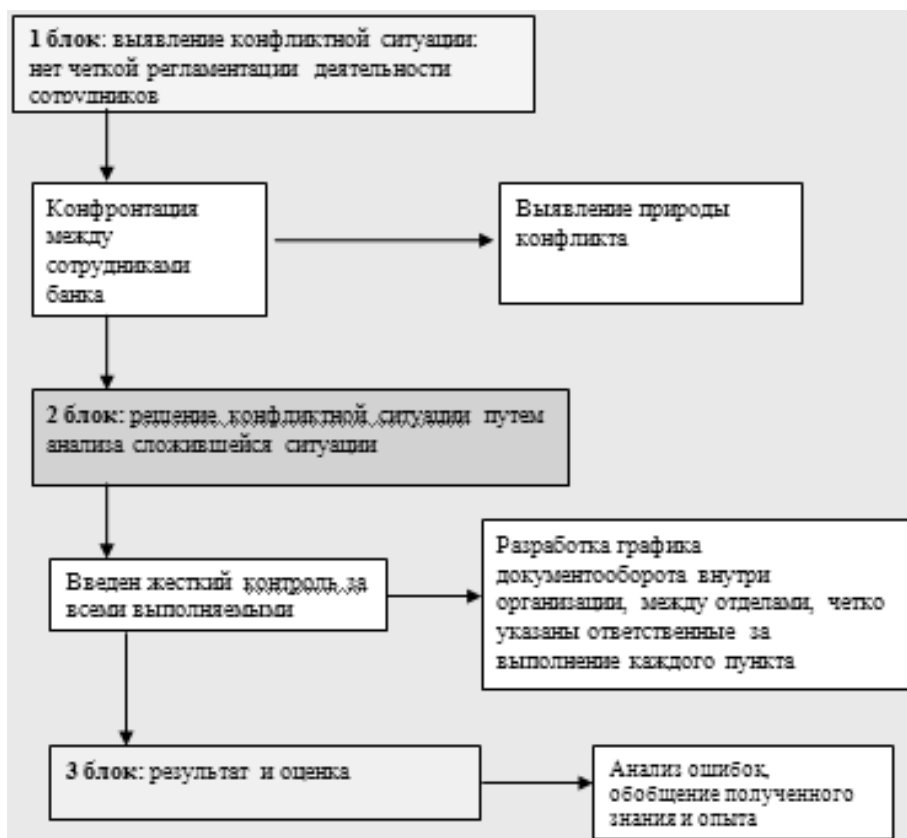 1 блок: выявление конфликтной ситуации:
нет четкой регламентации деятельности
сотрудников
Конфронтация
между
сотрудниками
банка
Выявление природы
конфликта
2 блок: решение конфликтной ситуации путем
анализа сложившейся ситуации
Введен жесткий контроль за
всеми выполняемыми
Разработка графика
документооборота внутри
организации, между отделами, четко
указаны ответственные за
выполнение каждого пункта
3 блок: результат и оценка
Анализ ошибок,
обобщение полученного
знания и опыта